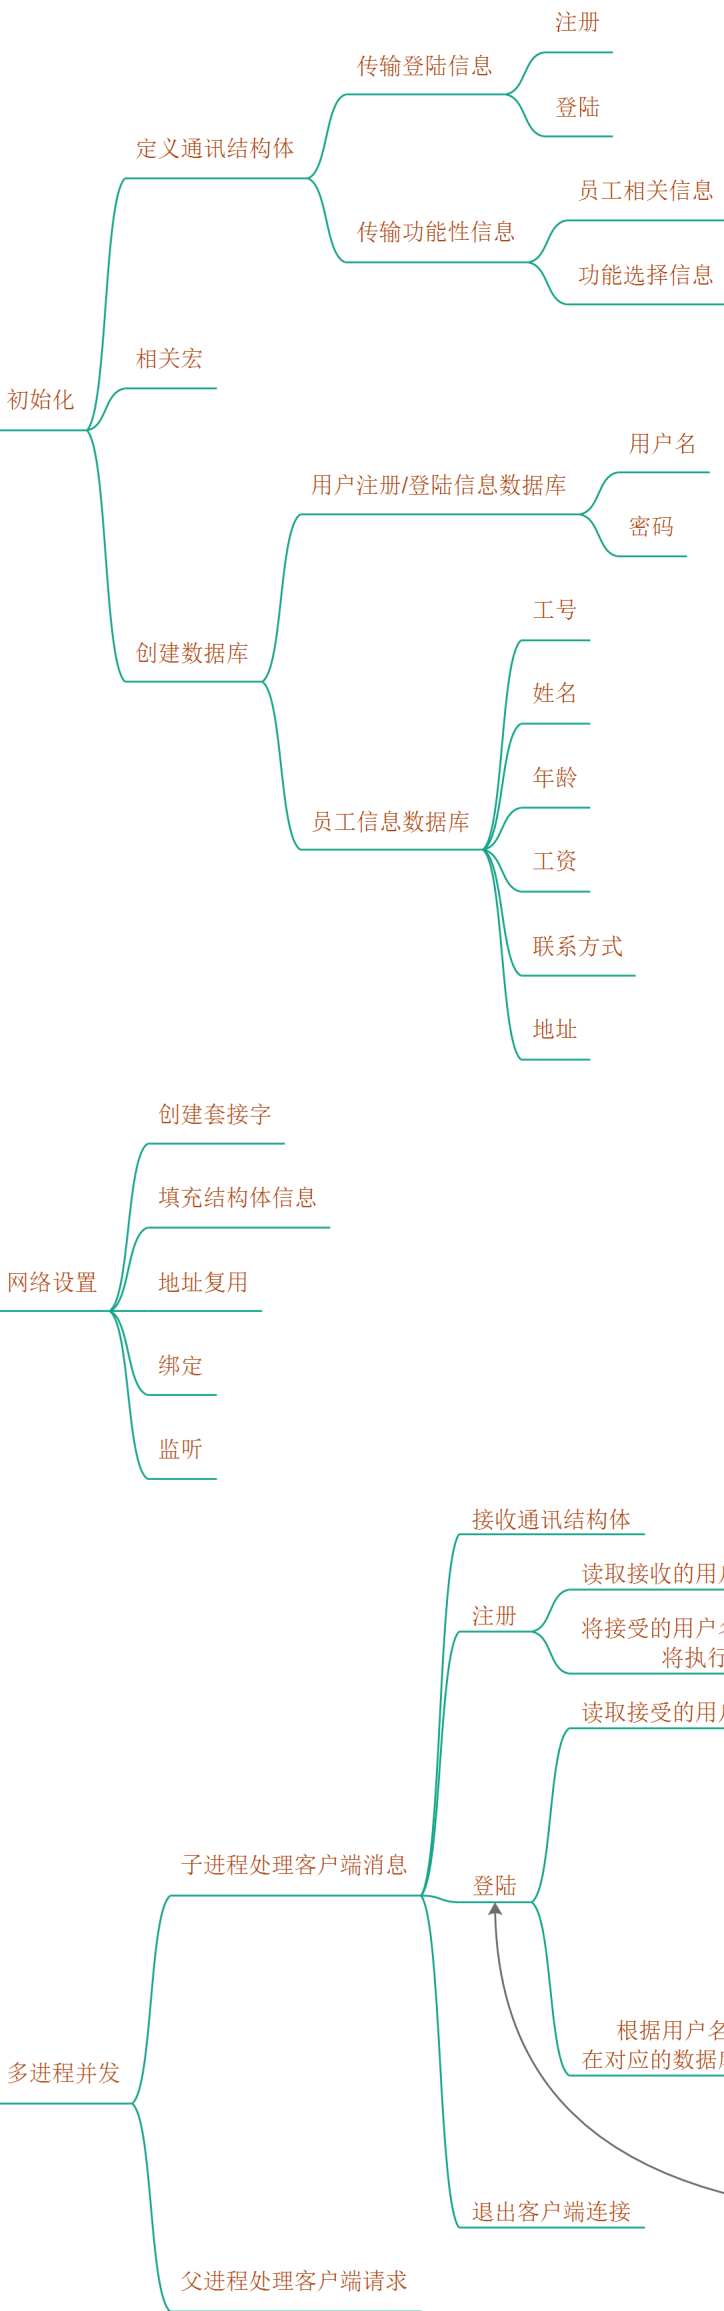 注册
传输登陆信息
登陆
定义通讯结构体
员工相关信息
传输功能性信息
功能选择信息
相关宏
初始化
用户名
用户注册/登陆信息数据库
密码
工号
创建数据库
姓名
年龄
员工信息数据库
工资
联系方式
地址
创建套接字
填充结构体信息
网络设置
地址复用
绑定
监听
接收通讯结构体
读取接收的用
注册
将接受的用户
将执行
读取接受的用
子进程处理客户端消息
登陆
根据用户名
在对应的数据
多进程并发
退出客户端连接
父进程处理客户端请求